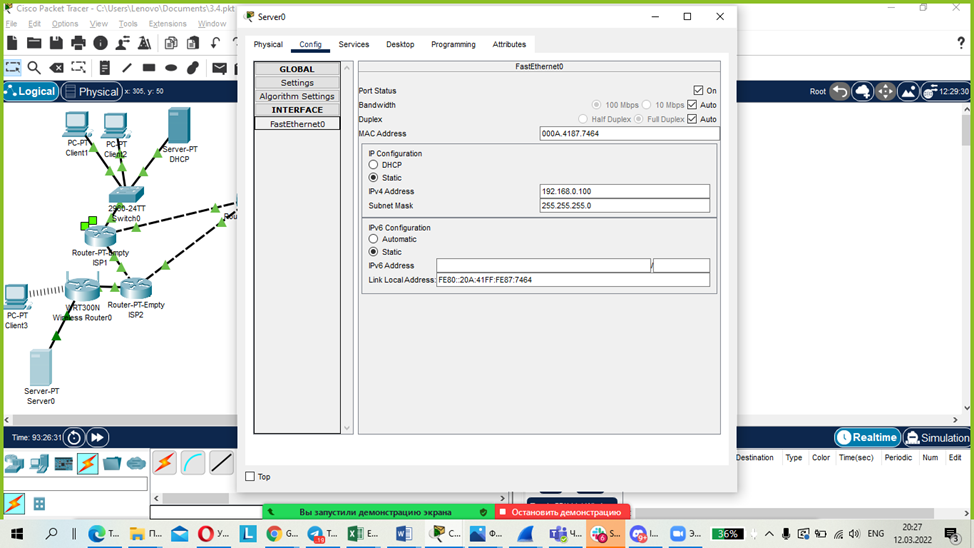 Cisco Packet Tracer - C:\Users\Lenovo\Documents\3.4.pkt
File Edit Options View Tools Extensions Window
Logical Physical x: 305, y: 50
Root 12:29:30
PC-PT
Client1
PC-PT
Client2
Server-PT
DHCP
2950-24TT
Switch0
Router-PT-Empty
ISP1
WRT300N
Wireless Router0
Router-PT-Empty
ISP2
PC-PT
Client3
Server-PT
Server0
Server0
Physical Config Services Desktop Programming Attributes
GLOBAL
Settings
Algorithm Settings
INTERFACE
FastEthernet0
FastEthernet0
Port Status On
Bandwidth 100 Mbps 10 Mbps Auto
Duplex Half Duplex Full Duplex Auto
MAC Address 000A.4187.7464
IP Configuration
DHCP
Static
IPv4 Address 192.168.0.100
Subnet Mask 255.255.255.0
IPv6 Configuration
Automatic
Static
IPv6 Address /
Link Local Address: FE80::20A:41FF:FE87:7464
Top
Time: 93:26:31 Realtime Simulation
Destination Type Color Time(sec) Periodic Num Edit
Вы запустили демонстрацию экрана Остановить демонстрацию
T... П... У... G... T... E... W... C... Ф... Ч... S... Э...
36% ENG 20:27
12.03.2022